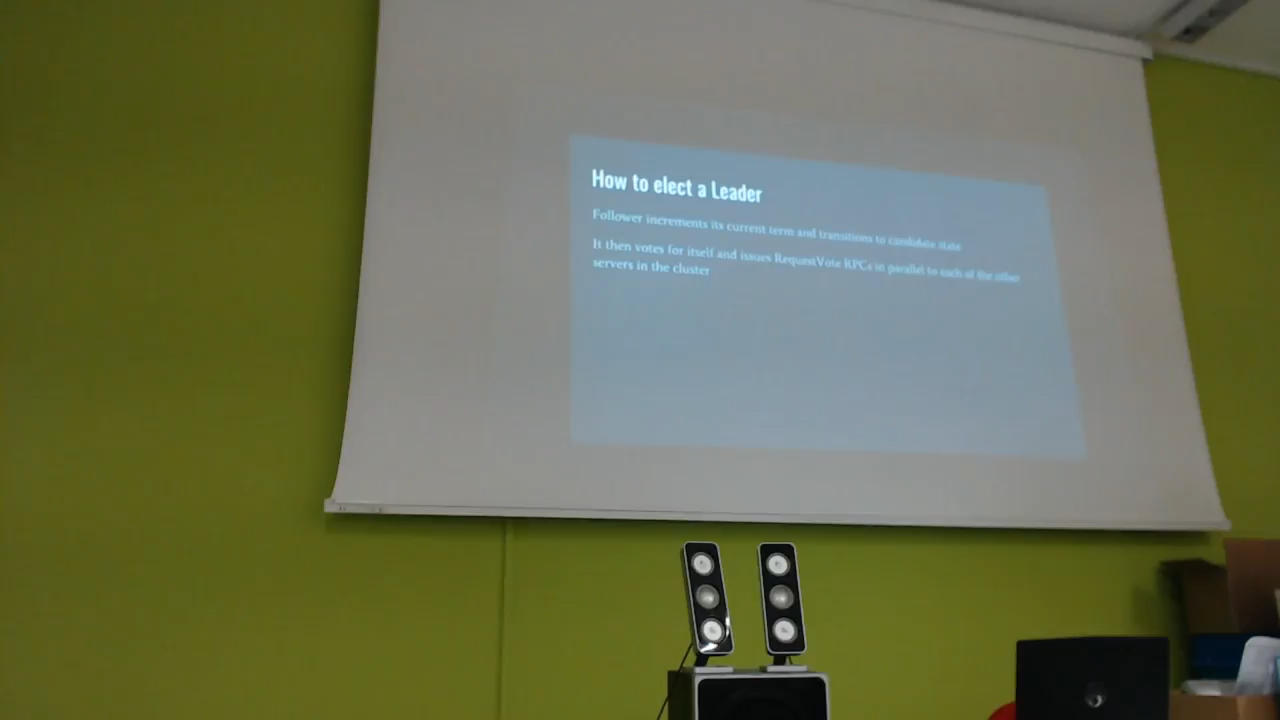 How to elect a Leader
Follower increments its current term and transitions to candidate state
It then votes for itself and issues RequestVote RPCs in parallel to each of the other
servers in the cluster